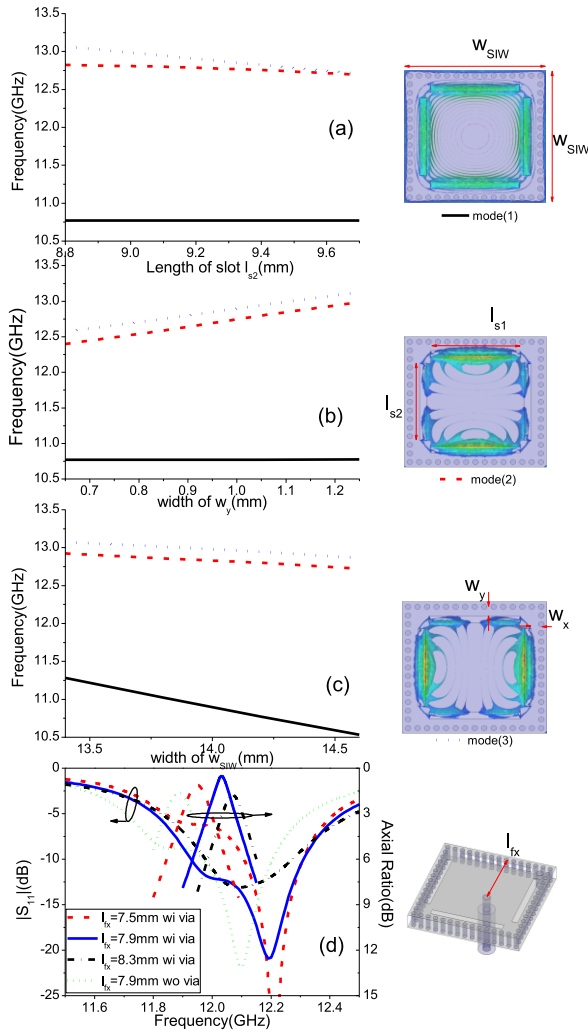 13.5
13.0
12.5
12.0
11.5
11.0
10.5
Frequency(GHz)
(a)
8.8 9.0 9.2 9.4 9.6
Length of slot l_s2(mm)
W_SIW
W_SIW
mode(1)
13.5
13.0
12.5
12.0
11.5
11.0
10.5
Frequency(GHz)
(b)
0.7 0.8 0.9 1.0 1.1 1.2
width of w_y(mm)
l_s1
l_s2
mode(2)
13.5
13.0
12.5
12.0
11.5
11.0
10.5
Frequency(GHz)
(c)
13.5 14.0 14.5
width of w_SIW(mm)
W_y
W_x
mode(3)
0
-5
-10
-15
-20
-25
|S_11|(dB)
0
3
6
9
12
15
Axial Ratio(dB)
l_fx=7.5mm wi via
l_fx=7.9mm wi via
l_fx=8.3mm wi via
l_fx=7.9mm wo via
(d)
11.6 11.8 12.0 12.2 12.4
Frequency(GHz)
l_fx